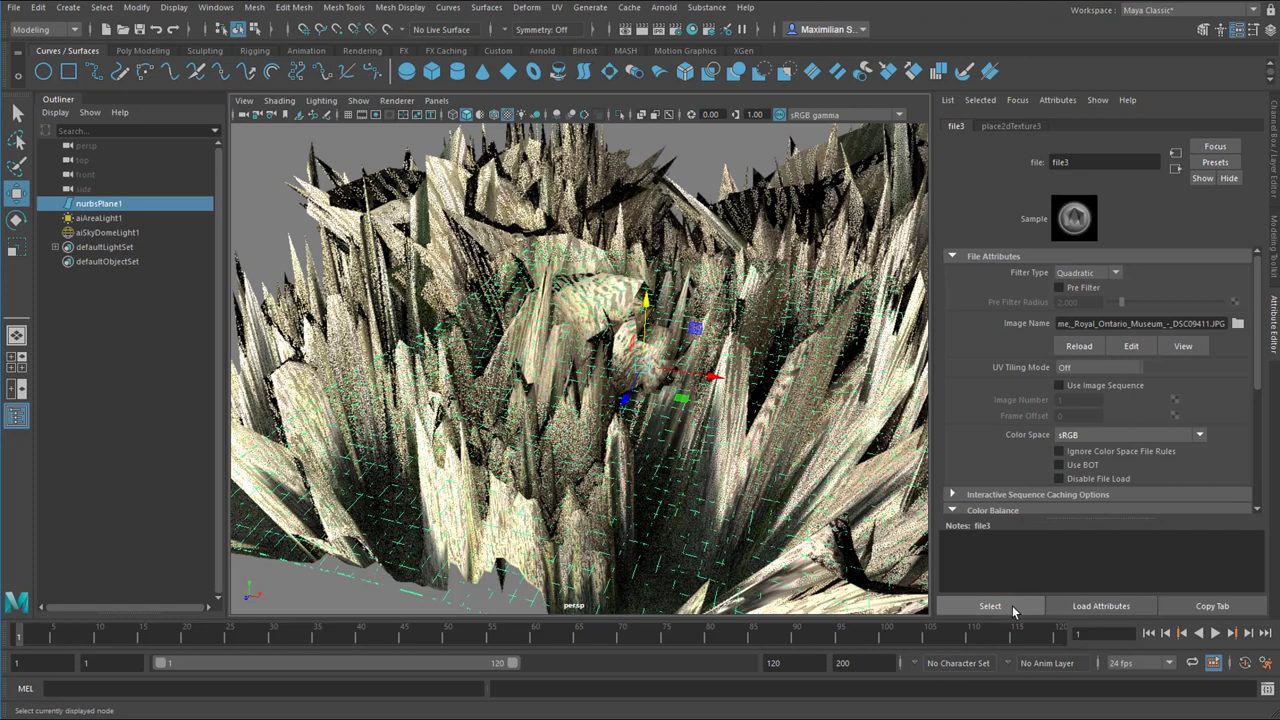 File Edit Create Select Modify Display Windows Mesh Edit Mesh Mesh Tools Mesh Display Curves Surfaces Deform UV Generate Cache Arnold Substance Help
Workspace : Maya Classic*
Modeling
No Live Surface
Symmetry: Off
Maximilian S...
Curves / Surfaces Poly Modeling Sculpting Rigging Animation Rendering FX FX Caching Custom Arnold Bifrost MASH Motion Graphics XGen
Outliner
Display Show Help
Search...
persp
top
front
side
nurbsPlane1
aiAreaLight1
aiSkyDomeLight1
defaultLightSet
defaultObjectSet
View Shading Lighting Show Renderer Panels
0.00 1.00 sRGB gamma
persp
List Selected Focus Attributes Show Help
file3 place2dTexture3
file: file3
Focus
Presets
Show Hide
Sample
File Attributes
Filter Type Quadratic
Pre Filter
Pre Filter Radius 2.000
Image Name me,_Royal_Ontario_Museum_-_DSC09411.JPG
Reload Edit View
UV Tiling Mode Off
Use Image Sequence
Image Number 1
Frame Offset 0
Color Space sRGB
Ignore Color Space File Rules
Use BOT
Disable File Load
Interactive Sequence Caching Options
Color Balance
Notes: file3
Select Load Attributes Copy Tab
Channel Box / Layer Editor
Modeling Toolkit
Attribute Editor
1 5 10 15 20 25 30 35 40 45 50 55 60 65 70 75 80 85 90 95 100 105 110 115 120
1
1 1 1 120 120 200 No Character Set No Anim Layer 24 fps
MEL
Select currently displayed node